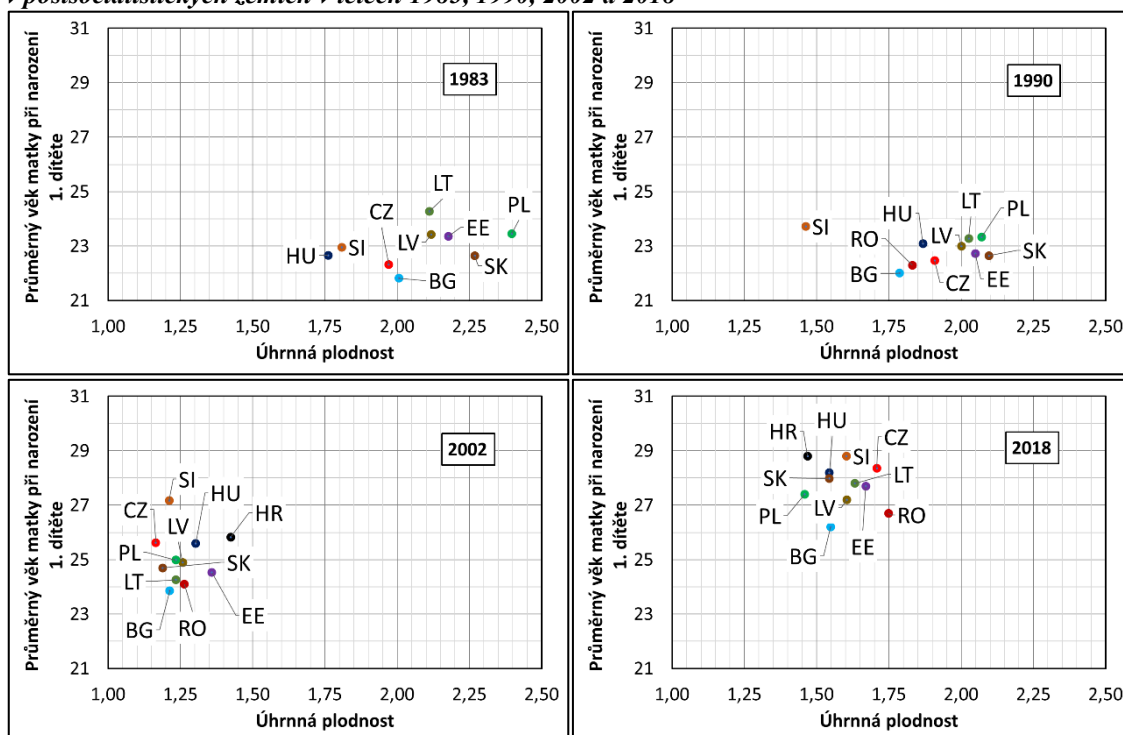 v postsocialistických zemích v letech 1983, 1990, 2002 a 2018
Průměrný věk matky při narození
1. dítěte
31
29
27
25
23
21
1983
LT
CZ
PL
LV
EE
HU
SI
SK
BG
1,00
1,25
1,50
1,75
2,00
2,25
2,50
Úhrnná plodnost
Průměrný věk matky při narození
1. dítěte
31
29
27
25
23
21
1990
SI
HU
LT
PL
RO
LV
SK
BG
CZ
EE
1,00
1,25
1,50
1,75
2,00
2,25
2,50
Úhrnná plodnost
Průměrný věk matky při narození
1. dítěte
31
29
27
25
23
21
2002
SI
CZ
HU
LV
HR
PL
SK
LT
BG
RO
EE
1,00
1,25
1,50
1,75
2,00
2,25
2,50
Úhrnná plodnost
Průměrný věk matky při narození
1. dítěte
31
29
27
25
23
21
2018
HU
HR
CZ
SI
SK
LT
PL
LV
RO
BG
EE
1,00
1,25
1,50
1,75
2,00
2,25
2,50
Úhrnná plodnost